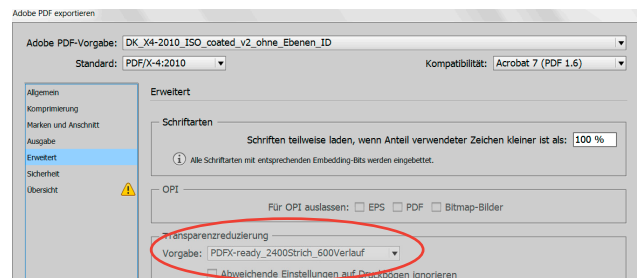 Adobe PDF exportieren
Adobe PDF-Vorgabe: DK_X4-2010_ISO_coated_v2_ohne_Ebenen_ID
Standard: PDF/X-4:2010 Kompatibilität: Acrobat 7 (PDF 1.6)
Allgemein
Komprimierung
Marken und Anschnitt
Ausgabe
Erweitert
Sicherheit
Übersicht
Erweitert
Schriftarten
Schriften teilweise laden, wenn Anteil verwendeter Zeichen kleiner ist als: 100 %
Alle Schriftarten mit entsprechenden Embedding-Bits werden eingebettet.
OPI
Für OPI auslassen: EPS PDF Bitmap-Bilder
Transparenzreduzierung
Vorgabe: PDFX-ready_2400Strich_600Verlauf
Abweichende Einstellungen auf Druckbogen ignorieren